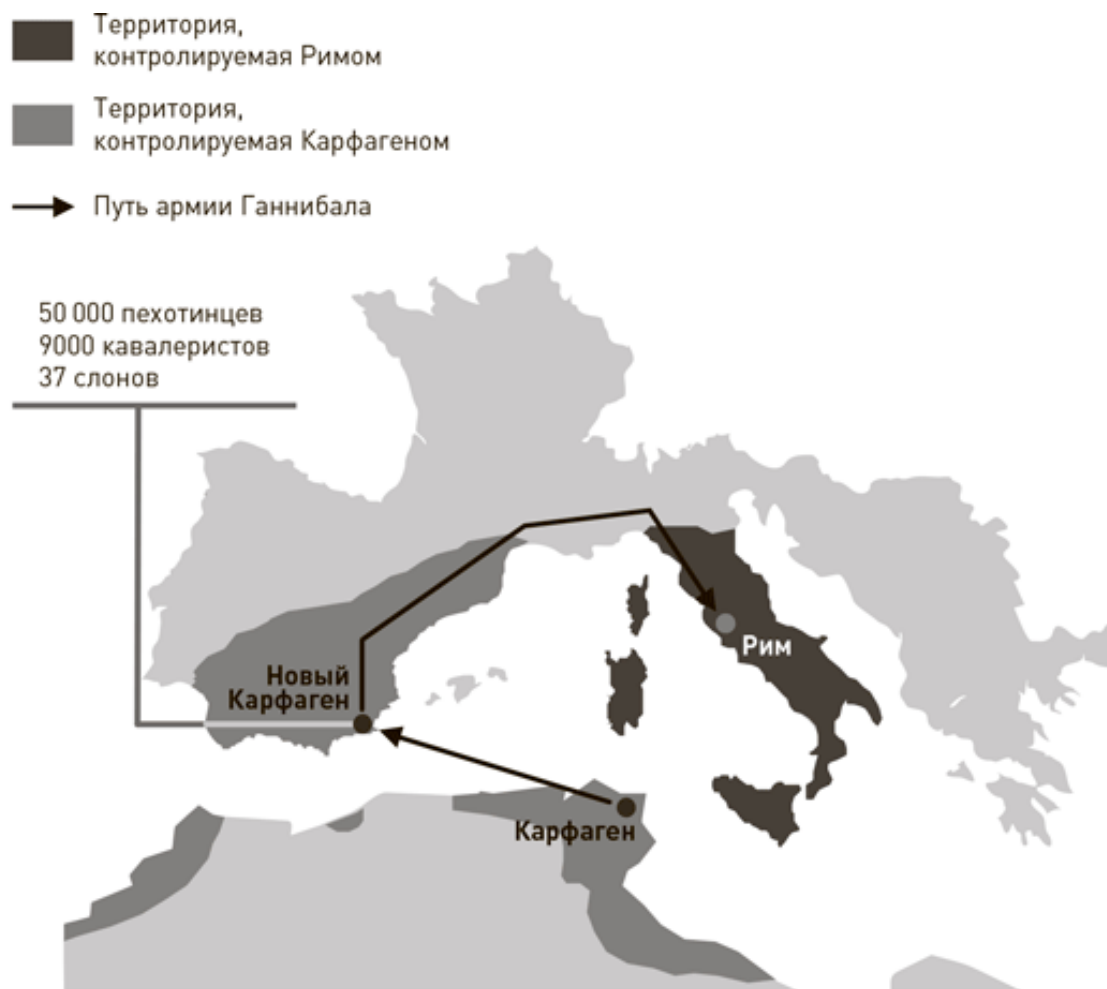 Территория,
контролируемая Римом
Территория,
контролируемая Карфагеном
Путь армии Ганнибала
50 000 пехотинцев
9000 кавалеристов
37 слонов
Рим
Новый
Карфаген
Карфаген